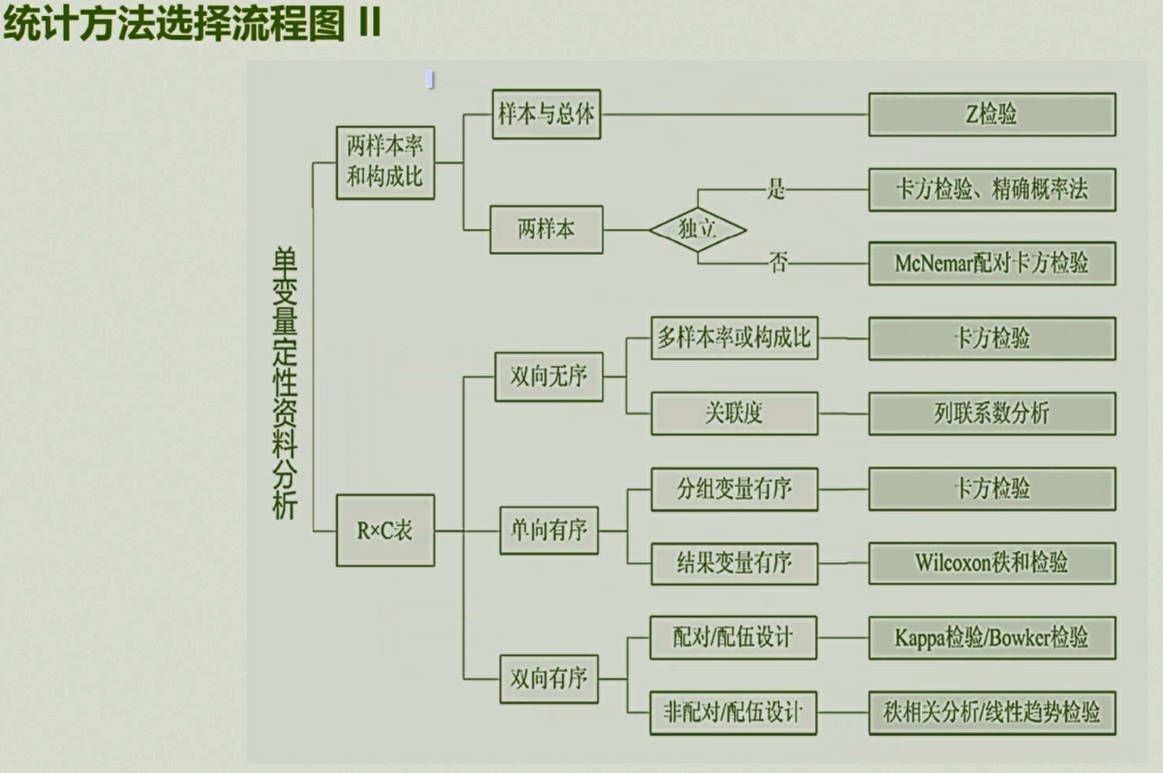 统计方法选择流程图 II
单变量定性资料分析
两样本率
和构成比
样本与总体
Z检验
两样本
独立
是
卡方检验、精确概率法
否
McNemar配对卡方检验
R×C表
双向无序
多样本率或构成比
卡方检验
关联度
列联系数分析
单向有序
分组变量有序
卡方检验
结果变量有序
Wilcoxon秩和检验
双向有序
配对/配伍设计
Kappa检验/Bowker检验
非配对/配伍设计
秩相关分析/线性趋势检验